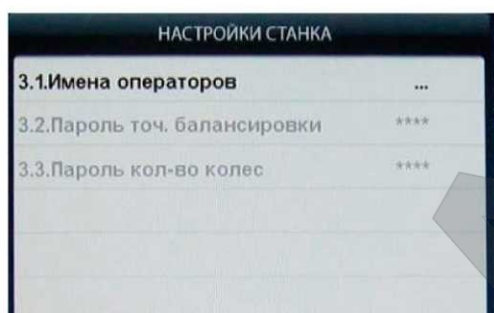 НАСТРОЙКИ СТАНКА
3.1.Имена операторов ...
3.2.Пароль точ. балансировки ****
3.3.Пароль кол-во колес ****